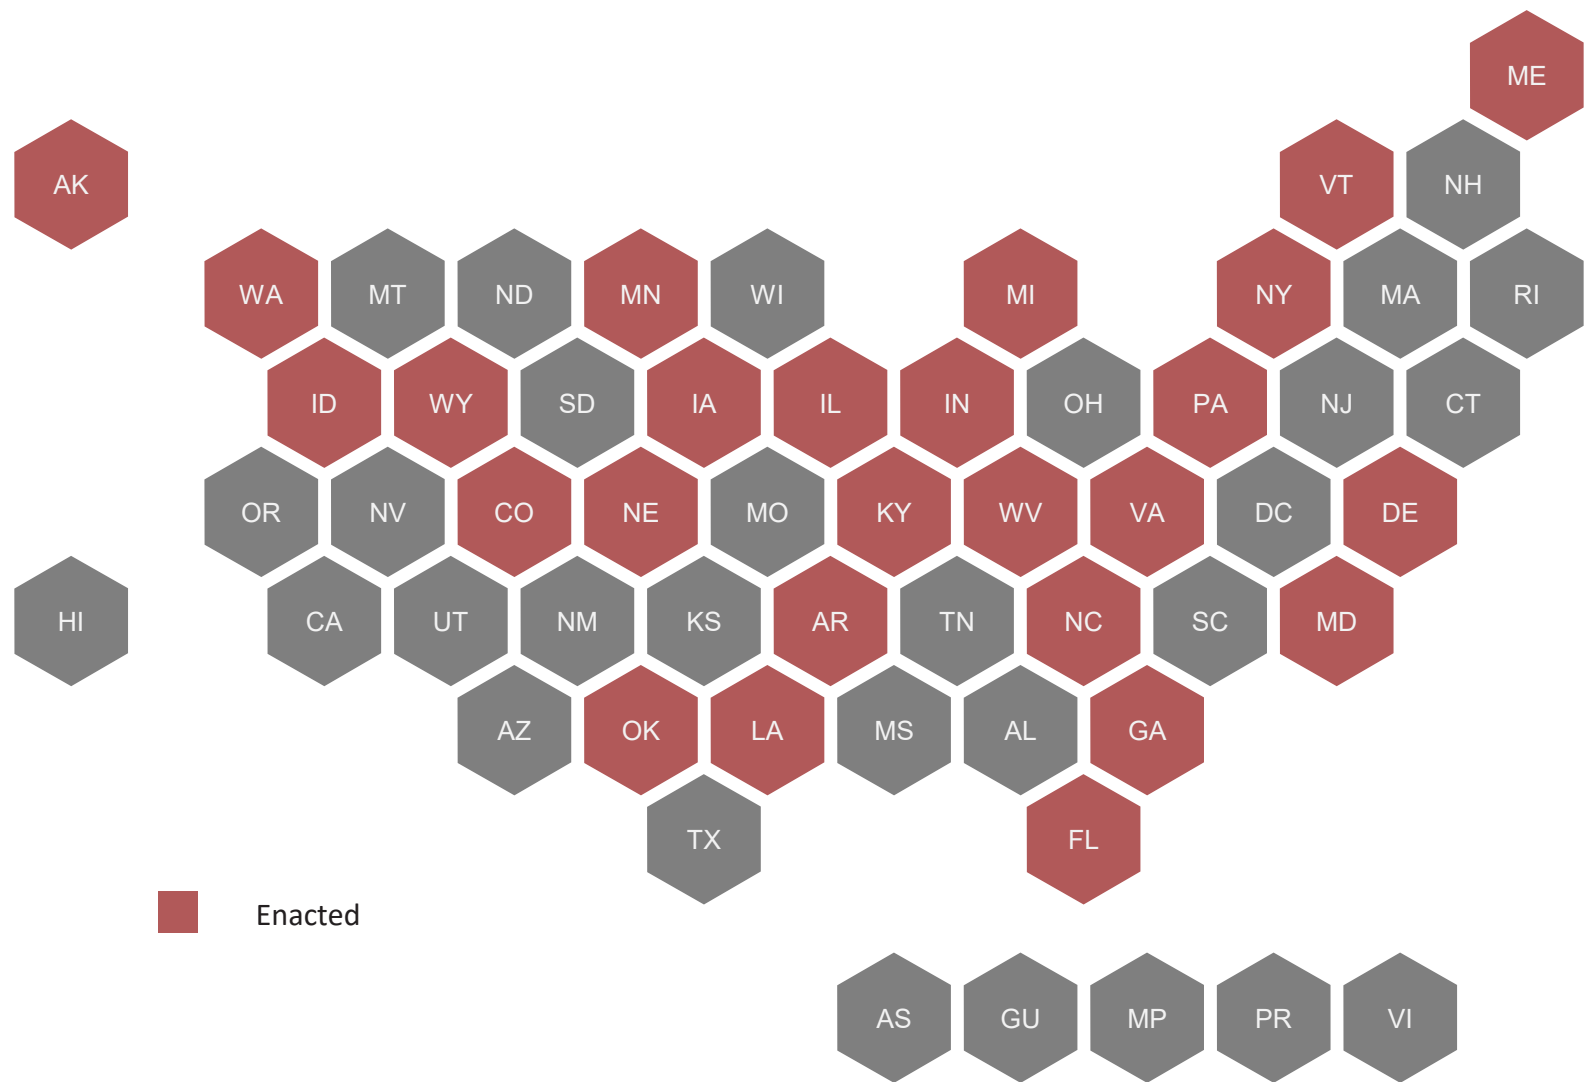 ME
AK VT NH
WA MT ND MN WI MI NY MA RI
ID WY SD IA IL IN OH PA NJ CT
OR NV CO NE MO KY WV VA DC DE
HI CA UT NM KS AR TN NC SC MD
AZ OK LA MS AL GA
TX FL
Enacted
AS GU MP PR VI